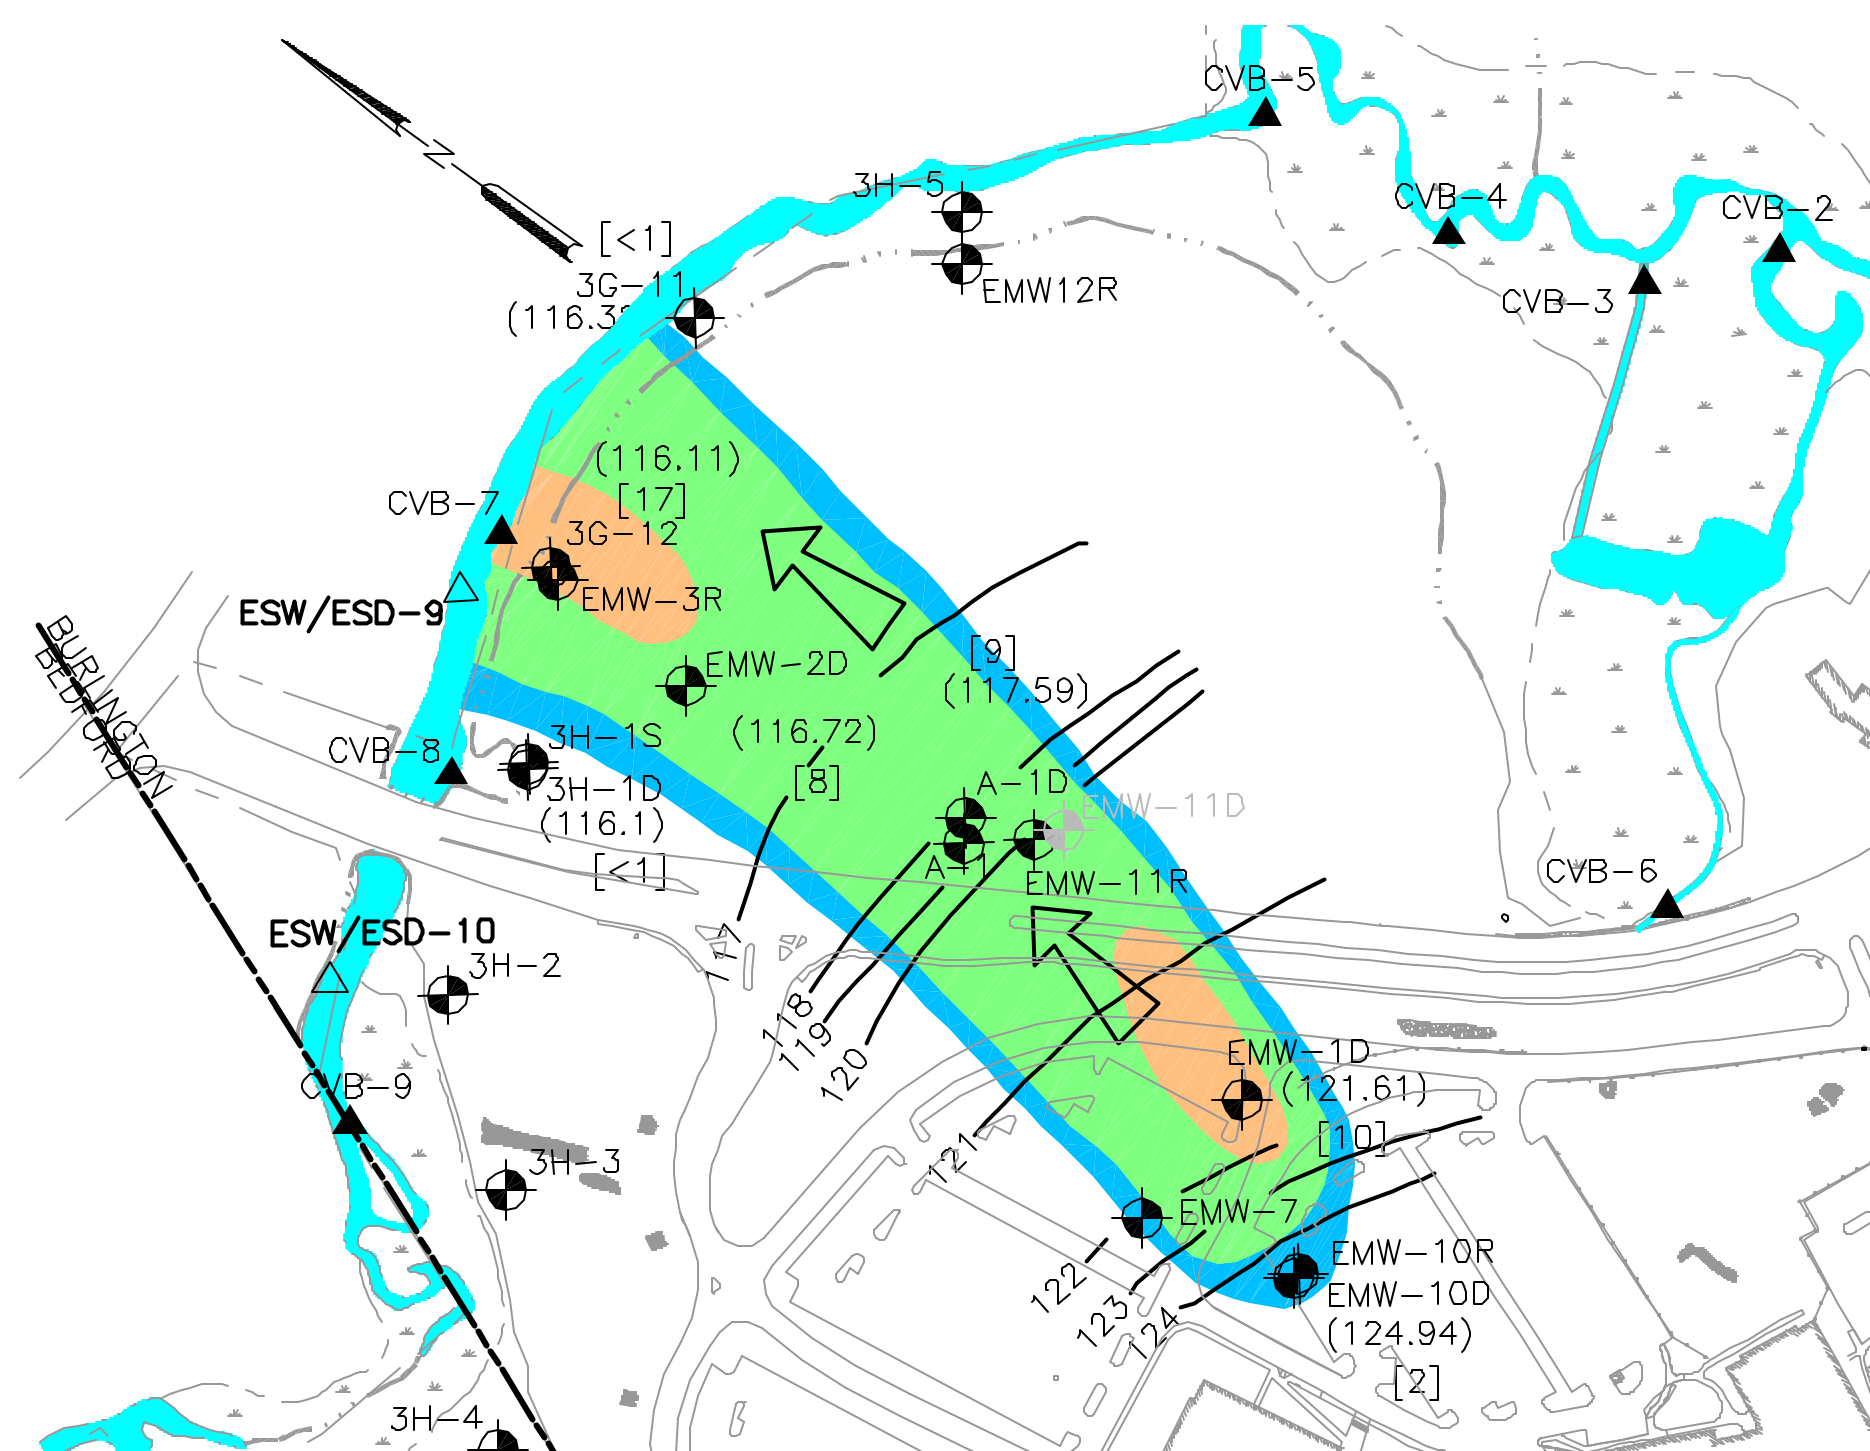 CVB-5
N
3H-5
CVB-4
CVB-2
[<1]
3G-11
(116.3
EMW12R
CVB-3
(116.11)
[17]
CVB-7
3G-12
EMW-3R
ESW/ESD-9
BURLINGTON
BEDFORD
EMW-2D
[9]
(117.59)
(116.72)
[8]
CVB-8
3H-1S
3H-1D
(116.1)
[<1]
A-1D
EMW-11D
A-1
EMW-11R
CVB-6
ESW/ESD-10
3H-2
117
118
119
120
121
EMW-1D
(121.61)
[10]
CVB-9
3H-3
EMW-7
122
123
124
EMW-10R
EMW-10D
(124.94)
[2]
3H-4